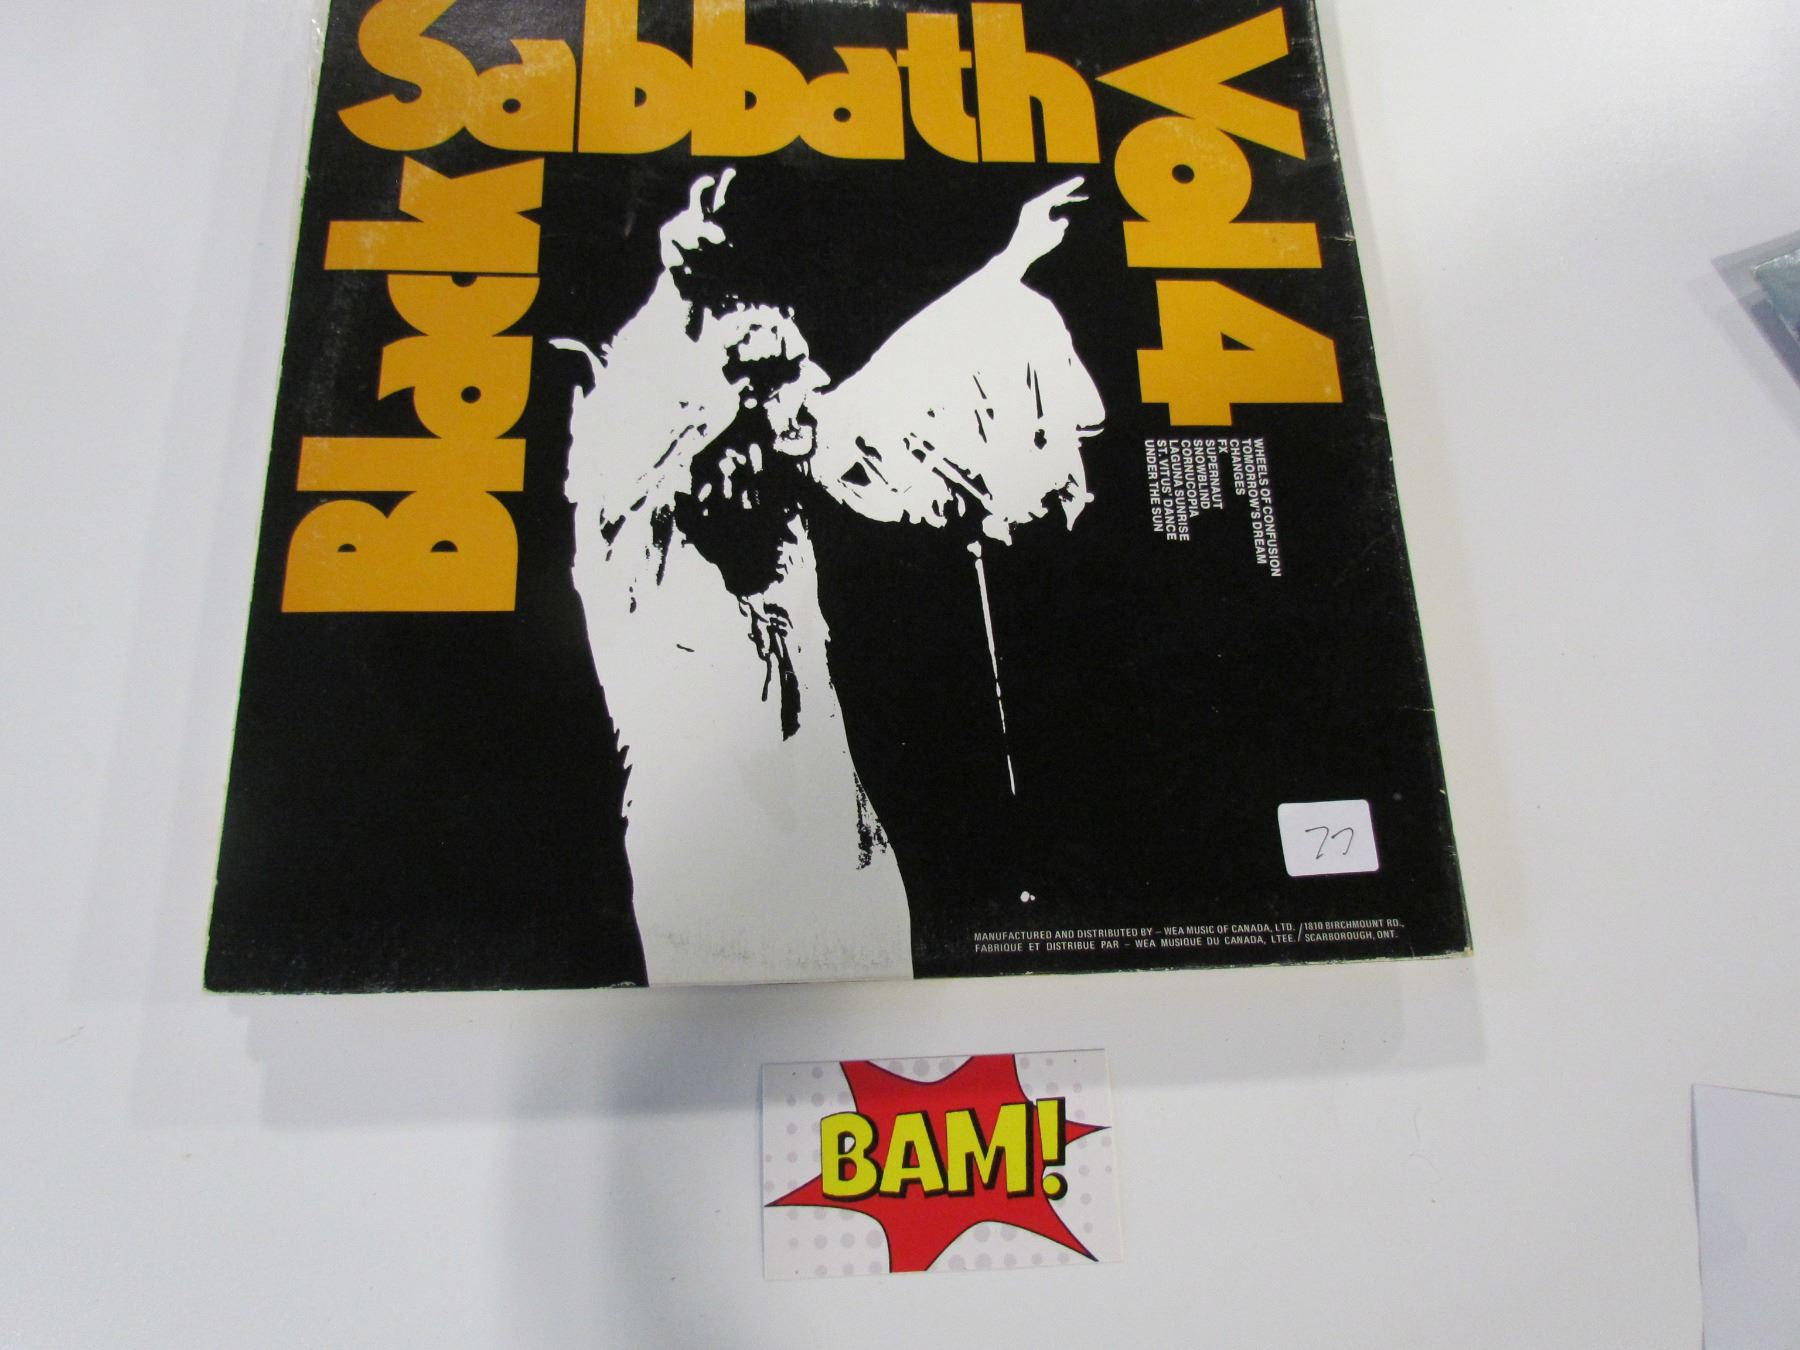 Black
Sabbath
Vol 4
WHEELS OF CONFUSION
TOMORROW'S DREAM
CHANGES
FX
SUPERNAUT
SNOWBLIND
CORNUCOPIA
LAGUNA SUNRISE
ST. VITUS' DANCE
UNDER THE SUN
77
MANUFACTURED AND DISTRIBUTED BY – WEA MUSIC OF CANADA, LTD. / 1810 BIRCHMOUNT RD.,
FABRIQUE ET DISTRIBUE PAR – WEA MUSIQUE DU CANADA, LTEE. / SCARBOROUGH, ONT.
BAM!